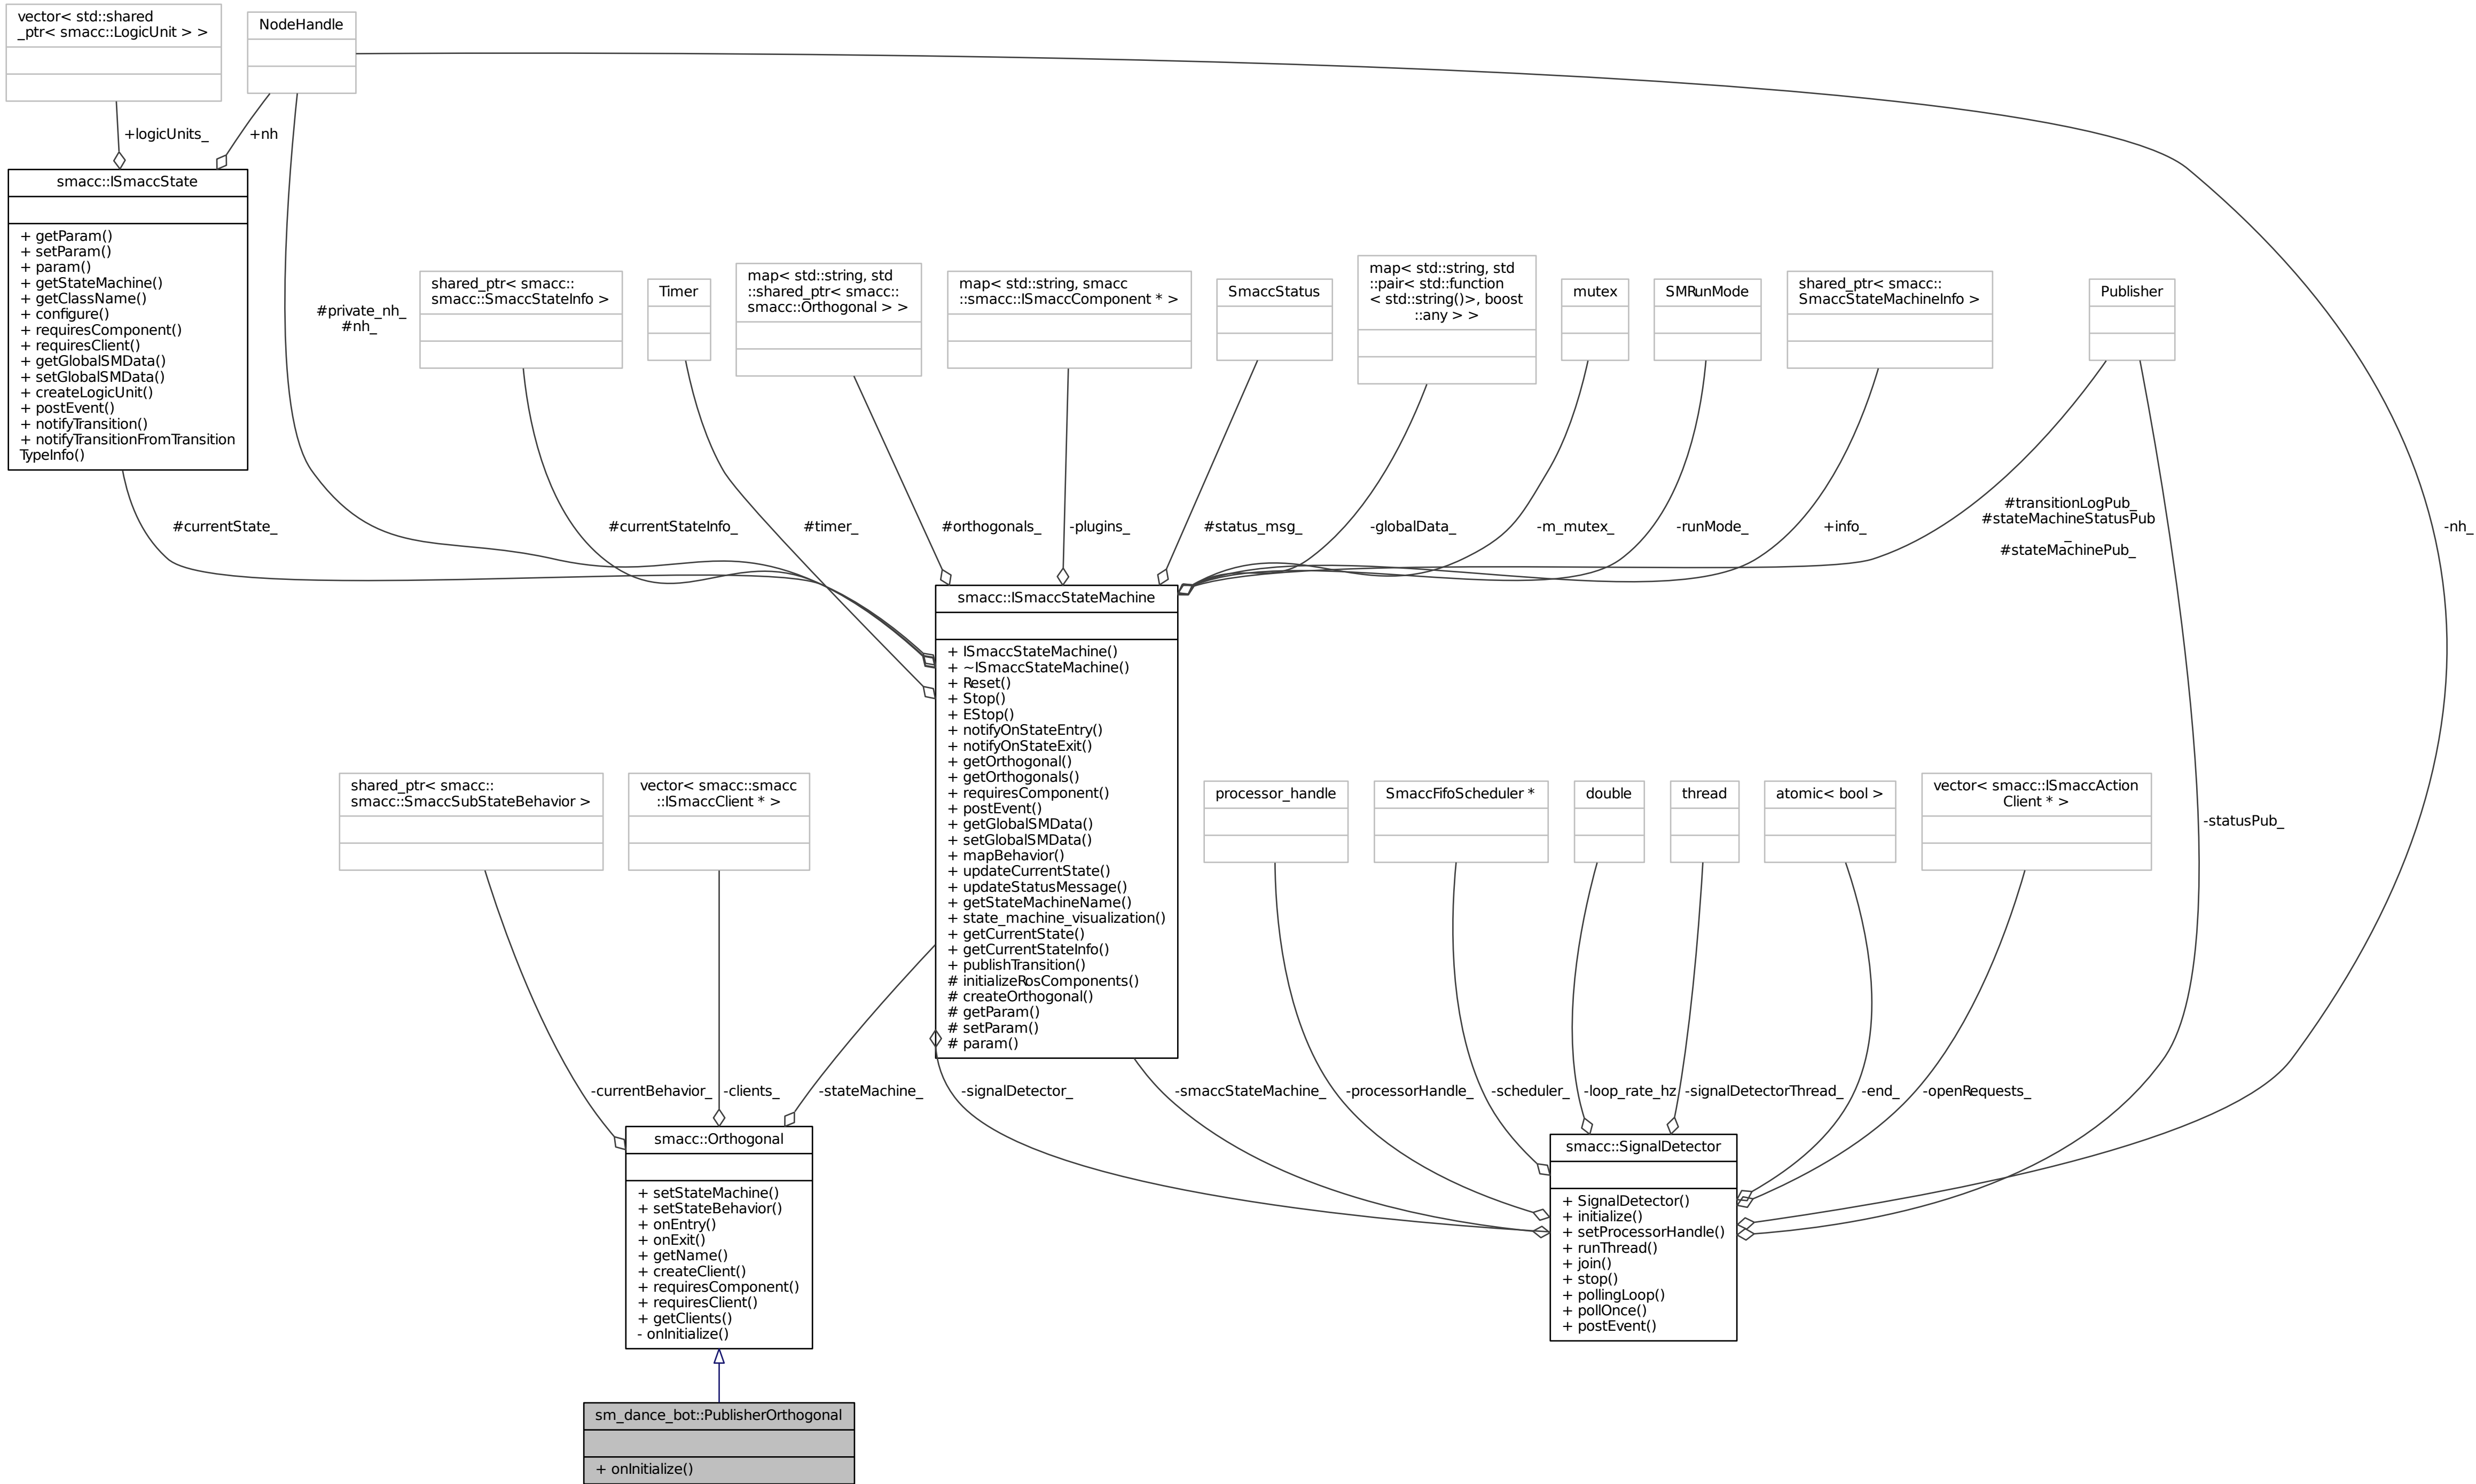 vector< std::shared
_ptr< smacc::LogicUnit > >
NodeHandle
+logicUnits_
+nh
smacc::ISmaccState
+ getParam()
+ setParam()
+ param()
+ getStateMachine()
+ getClassName()
+ configure()
+ requiresComponent()
+ requiresClient()
+ getGlobalSMData()
+ setGlobalSMData()
+ createLogicUnit()
+ postEvent()
+ notifyTransition()
+ notifyTransitionFromTransition
TypeInfo()
#private_nh_
#nh_
shared_ptr< smacc::
smacc::SmaccStateInfo >
Timer
map< std::string, std
::shared_ptr< smacc::
smacc::Orthogonal > >
map< std::string, smacc
::smacc::ISmaccComponent * >
SmaccStatus
map< std::string, std
::pair< std::function
< std::string()>, boost
::any > >
mutex
SMRunMode
shared_ptr< smacc::
SmaccStateMachineInfo >
Publisher
#currentState_
#currentStateInfo_
#timer_
#orthogonals_
-plugins_
#status_msg_
-globalData_
-m_mutex_
-runMode_
+info_
#transitionLogPub_
#stateMachineStatusPub
_
#stateMachinePub_
-nh_
smacc::ISmaccStateMachine
+ ISmaccStateMachine()
+ ~ISmaccStateMachine()
+ Reset()
+ Stop()
+ EStop()
+ notifyOnStateEntry()
+ notifyOnStateExit()
+ getOrthogonal()
+ getOrthogonals()
+ requiresComponent()
+ postEvent()
+ getGlobalSMData()
+ setGlobalSMData()
+ mapBehavior()
+ updateCurrentState()
+ updateStatusMessage()
+ getStateMachineName()
+ state_machine_visualization()
+ getCurrentState()
+ getCurrentStateInfo()
+ publishTransition()
# initializeRosComponents()
# createOrthogonal()
# getParam()
# setParam()
# param()
shared_ptr< smacc::
smacc::SmaccSubStateBehavior >
vector< smacc::smacc
::ISmaccClient * >
processor_handle
SmaccFifoScheduler *
double
thread
atomic< bool >
vector< smacc::ISmaccAction
Client * >
-statusPub_
-currentBehavior_
-clients_
-stateMachine_
-signalDetector_
-smaccStateMachine_
-processorHandle_
-scheduler_
-loop_rate_hz
-signalDetectorThread_
-end_
-openRequests_
smacc::Orthogonal
+ setStateMachine()
+ setStateBehavior()
+ onEntry()
+ onExit()
+ getName()
+ createClient()
+ requiresComponent()
+ requiresClient()
+ getClients()
- onInitialize()
smacc::SignalDetector
+ SignalDetector()
+ initialize()
+ setProcessorHandle()
+ runThread()
+ join()
+ stop()
+ pollingLoop()
+ pollOnce()
+ postEvent()
sm_dance_bot::PublisherOrthogonal
+ onInitialize()